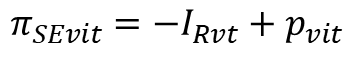 π_{SEvit} = −I_{Rvt} + p_{vit}